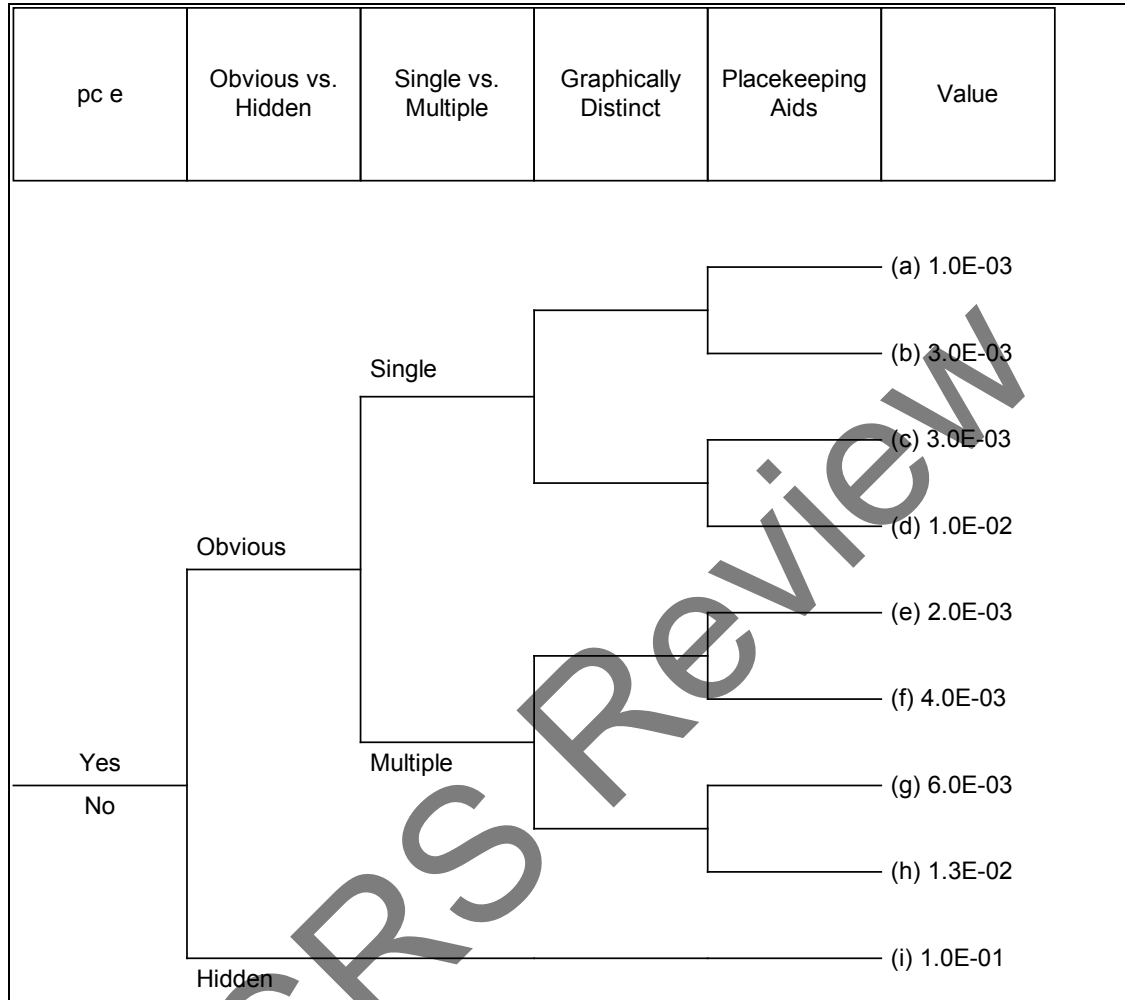 pc e
Obvious vs.
Hidden
Single vs.
Multiple
Graphically
Distinct
Placekeeping
Aids
Value
(a) 1.0E-03
(b) 3.0E-03
Single
(c) 3.0E-03
(d) 1.0E-02
Obvious
(e) 2.0E-03
(f) 4.0E-03
Yes
Multiple
(g) 6.0E-03
No
(h) 1.3E-02
(i) 1.0E-01
Hidden
CRS Review